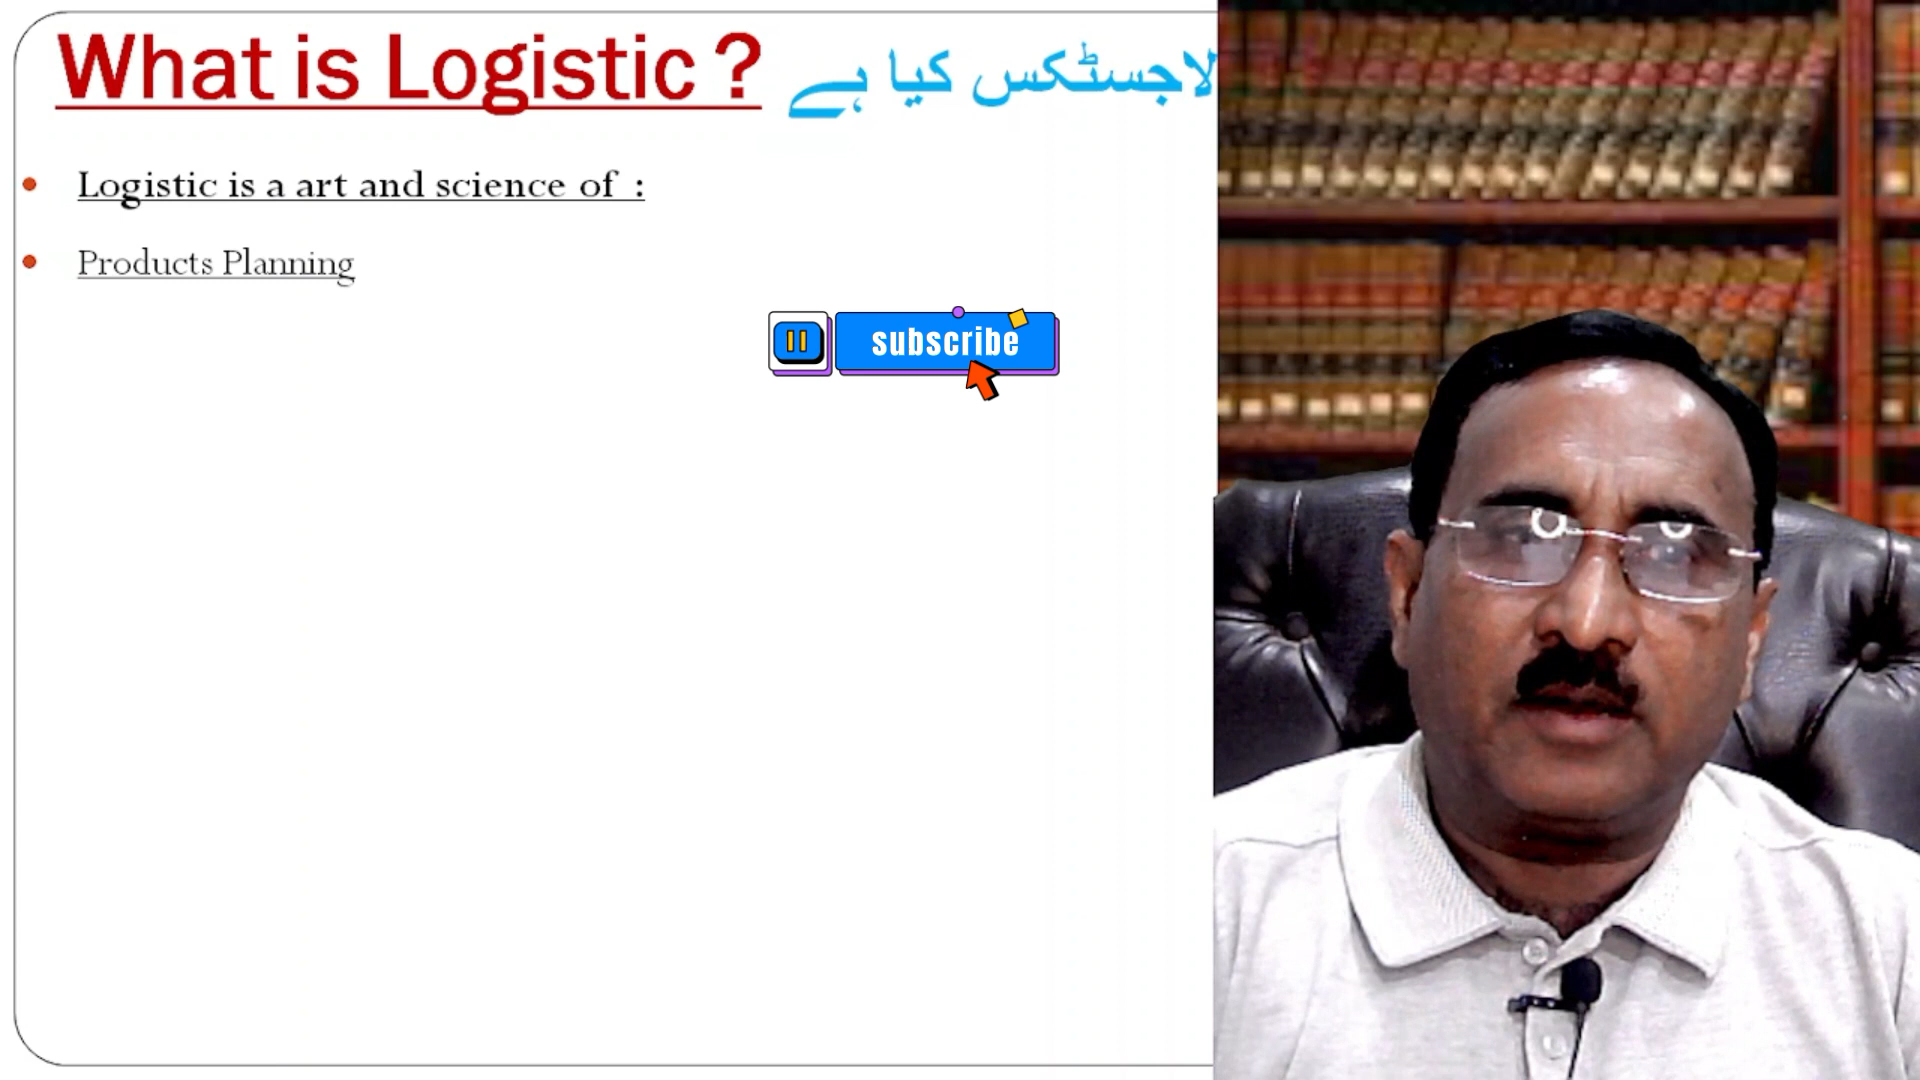 What is Logistic ? لاجسٹکس کیا ہے
Logistic is a art and science of :
Products Planning
subscribe